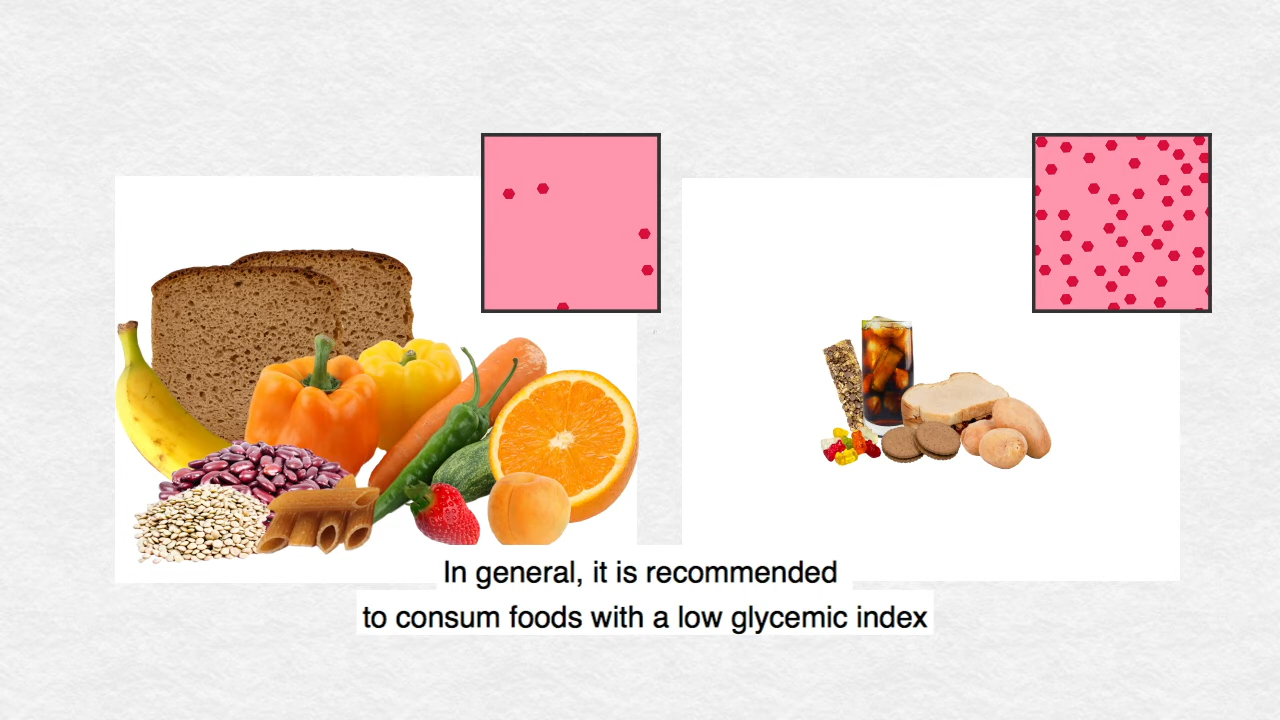 In general, it is recommended
to consum foods with a low glycemic index